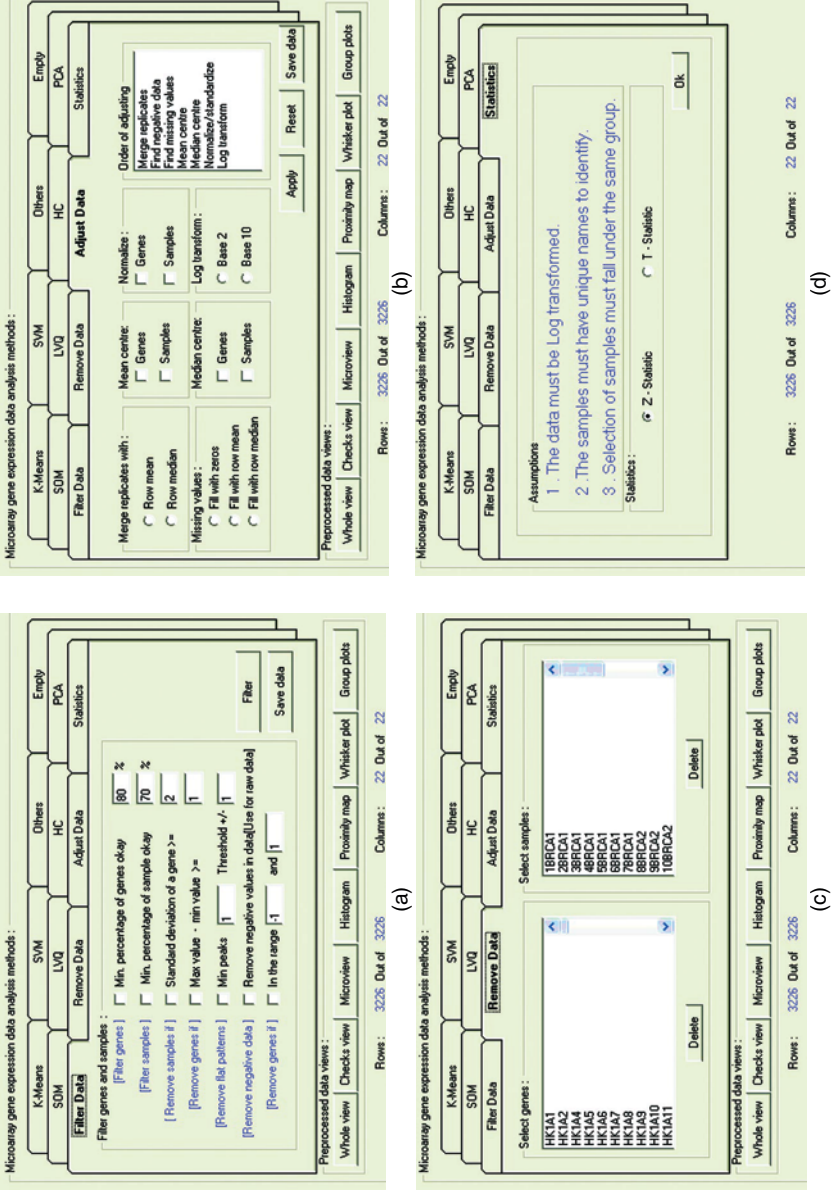 Microarray gene expression data analysis methods :
K-Means SVM Others Empty
SOM LVQ HC PCA
Filter Data Remove Data Adjust Data Statistics
Filter genes and samples :
[Filter genes ] Min. percentage of genes okay 80 %
[Filter samples ] Min. percentage of sample okay 70 %
[ Remove samples if ] Standard deviation of a gene >= 2
[Remove genes if ] Max value - min value >= 1
[Remove flat patterns ] Min peaks 1 Threshold +/- 1
[Remove negative data ] Remove negative values in data[Use for raw data]
[Remove genes if ] In the range -1 and 1
Filter
Save data
Preprocessed data views :
Whole view Checks view Microview Histogram Proximity map Whisker plot Group plots
Rows : 3226 Out of 3226 Columns : 22 Out of 22
(a)
Microarray gene expression data analysis methods :
K-Means SVM Others Empty
SOM LVQ HC PCA
Filter Data Remove Data Adjust Data Statistics
Merge replicates with :
Row mean
Row median
Mean centre:
Genes
Samples
Normalize :
Genes
Samples
Order of adjusting
Merge replicates
Find negative data
Find missing values
Mean centre
Median centre
Normalize/standardize
Log transform
Missing values :
Fill with zeros
Fill with row mean
Fill with row median
Median centre:
Genes
Samples
Log transform :
Base 2
Base 10
Apply Reset Save data
Preprocessed data views :
Whole view Checks view Microview Histogram Proximity map Whisker plot Group plots
Rows : 3226 Out of 3226 Columns : 22 Out of 22
(b)
Microarray gene expression data analysis methods :
K-Means SVM Others Empty
SOM LVQ HC PCA
Filter Data Remove Data Adjust Data Statistics
Select genes :
HK1A1
HK1A2
HK1A4
HK1A5
HK1A6
HK1A7
HK1A8
HK1A9
HK1A10
HK1A11
Delete
Select samples :
1BRCA1
2BRCA1
3BRCA1
4BRCA1
5BRCA1
6BRCA1
7BRCA1
8BRCA2
9BRCA2
10BRCA2
Delete
Preprocessed data views :
Whole view Checks view Microview Histogram Proximity map Whisker plot Group plots
Rows : 3226 Out of 3226 Columns : 22 Out of 22
(c)
Microarray gene expression data analysis methods :
K-Means SVM Others Empty
SOM LVQ HC PCA
Filter Data Remove Data Adjust Data Statistics
Assumptions
1 . The data must be Log transformed.
2 .The samples must have unique names to identify.
3 . Selection of samples must fall under the same group.
Statistics :
Z - Statistic T - Statistic
Ok
Rows : 3226 Out of 3226 Columns : 22 Out of 22
(d)